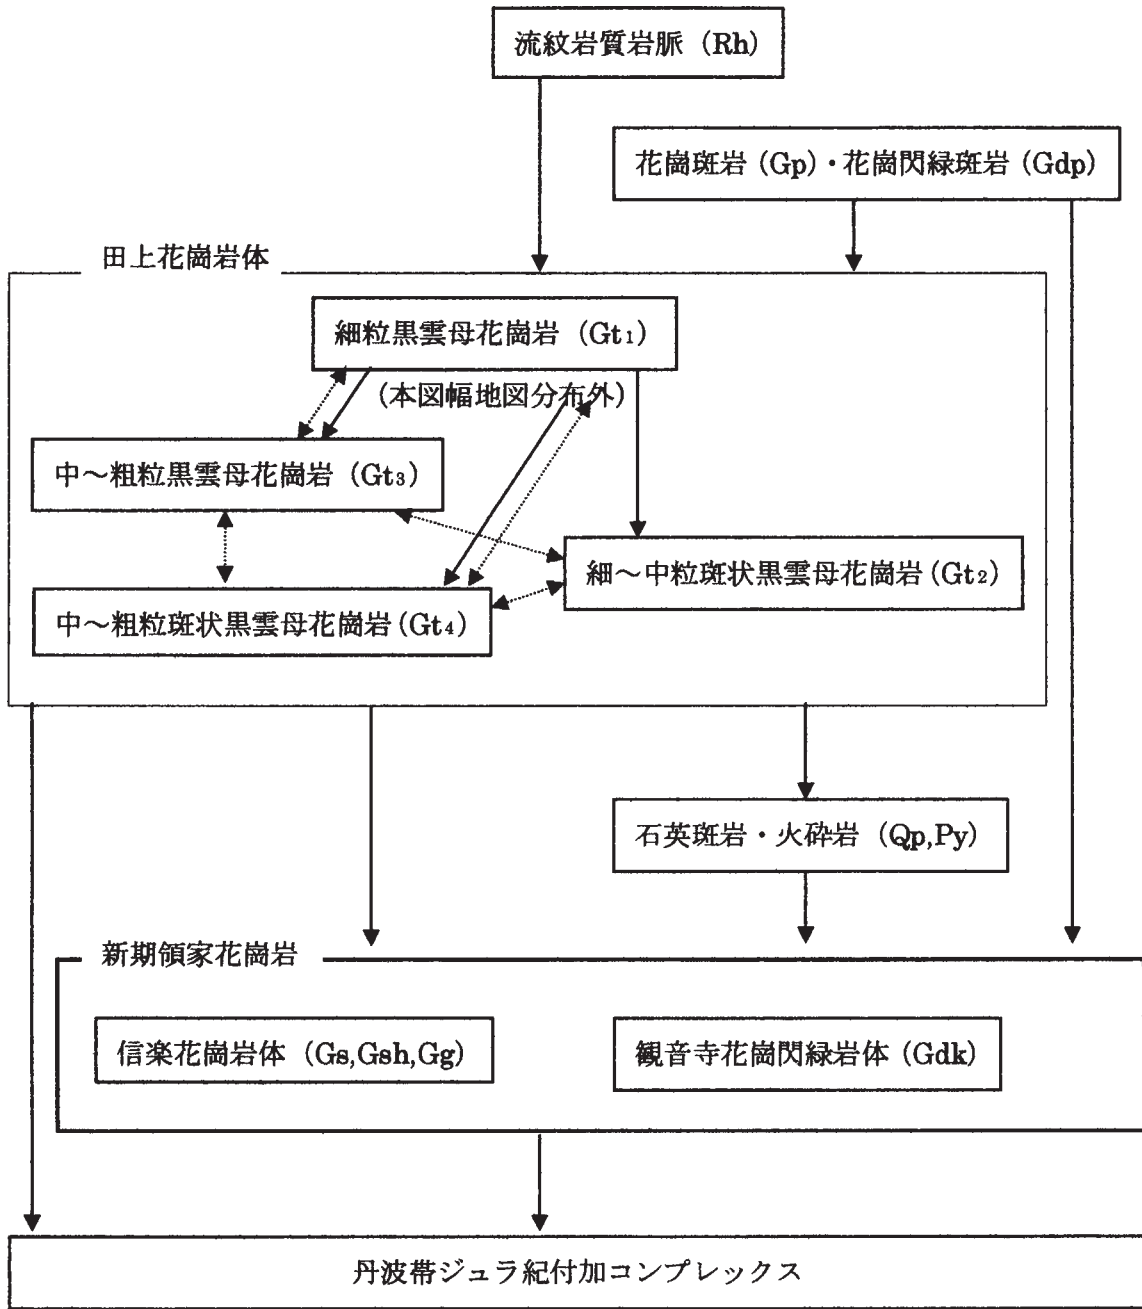 流紋岩質岩脈（Rh）
花崗斑岩（Gp）・花崗閃緑斑岩（Gdp）
田上花崗岩体
細粒黒雲母花崗岩（Gt₁）
（本図幅地図分布外）
中～粗粒黒雲母花崗岩（Gt₃）
細～中粒斑状黒雲母花崗岩（Gt₂）
中～粗粒斑状黒雲母花崗岩（Gt₄）
石英斑岩・火砕岩（Qp,Py）
新期領家花崗岩
信楽花崗岩体（Gs,Gsh,Gg）
観音寺花崗閃緑岩体（Gdk）
丹波帯ジュラ紀付加コンプレックス